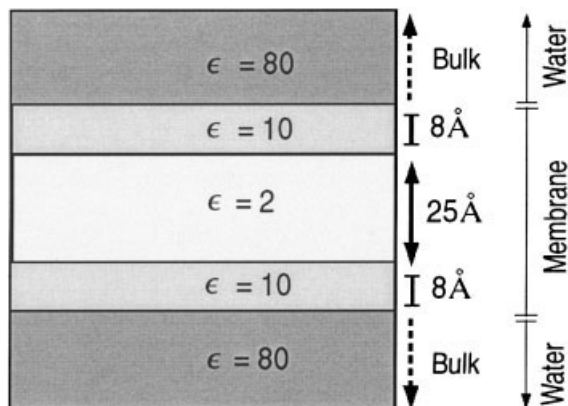 ϵ = 80
Bulk
Water
ϵ = 10
8Å
ϵ = 2
25Å
Membrane
ϵ = 10
8Å
ϵ = 80
Bulk
Water